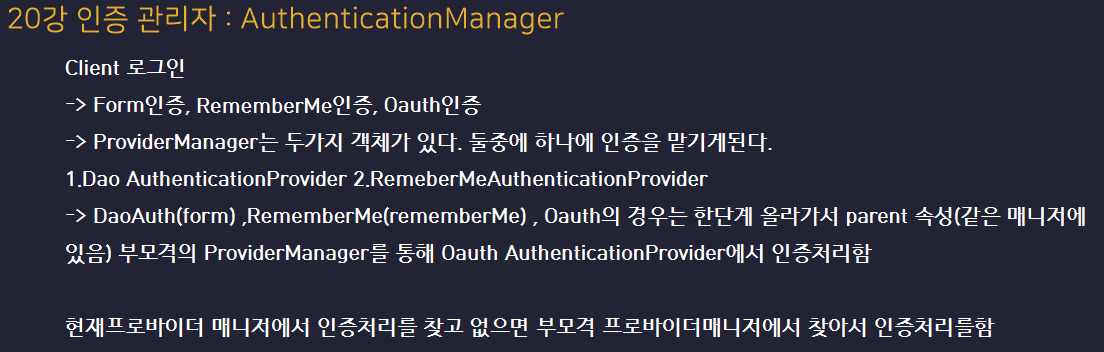 20강 인증 관리자 : AuthenticationManager
Client 로그인
-> Form인증, RememberMe인증, Oauth인증
-> ProviderManager는 두가지 객체가 있다. 둘중에 하나에 인증을 맡기게된다.
1.Dao AuthenticationProvider 2.RemeberMeAuthenticationProvider
-> DaoAuth(form) ,RememberMe(rememberMe) , Oauth의 경우는 한단계 올라가서 parent 속성(같은 매니저에
있음) 부모격의 ProviderManager를 통해 Oauth AuthenticationProvider에서 인증처리함
현재프로바이더 매니저에서 인증처리를 찾고 없으면 부모격 프로바이더매니저에서 찾아서 인증처리를함